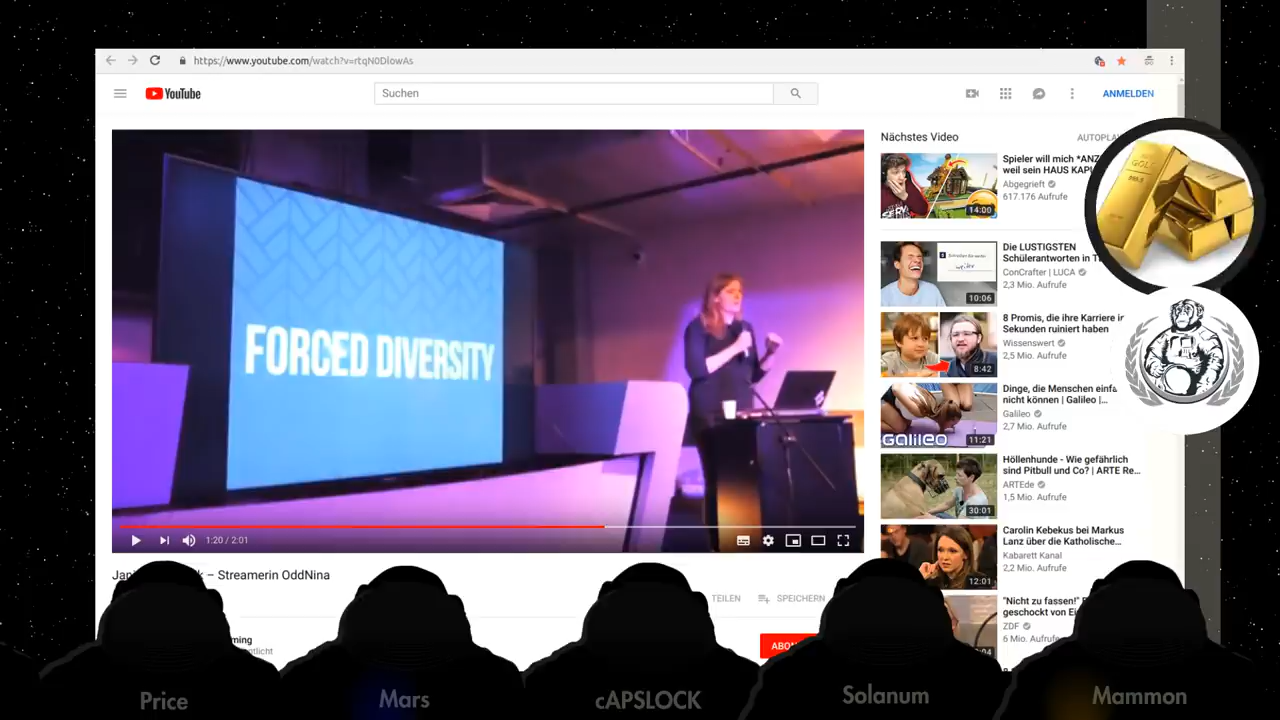 https://www.youtube.com/watch?v=rtqN0DlowAs
YouTube
Suchen
ANMELDEN
FORCED DIVERSITY
1:20 / 2:01
– Streamerin OddNina
TEILEN
SPEICHERN
Nächstes Video
Spieler will mich
weil sein HAUS
Abgegrieft
617.176 Aufrufe
14:00
GOLD
Die LUSTIGSTEN
Schülerantworten in
ConCrafter | LUCA
2,3 Mio. Aufrufe
10:06
8 Promis, die ihre Karriere in
Sekunden ruiniert haben
Wissenswert
2,5 Mio. Aufrufe
8:42
Dinge, die Menschen
nicht können | Galileo |...
Galileo
2,7 Mio. Aufrufe
GALILEO
11:21
Höllenhunde - Wie gefährlich
sind Pitbull und Co? | ARTE Re...
ARTEde
1,5 Mio. Aufrufe
30:01
Carolin Kebekus bei Markus
Lanz über die Katholische...
Kabarett Kanal
2,2 Mio. Aufrufe
12:01
"Nicht zu fassen!"
geschockt von
ZDF
6 Mio. Aufrufe
Price
Mars
cAPSLOCK
Solanum
Mammon